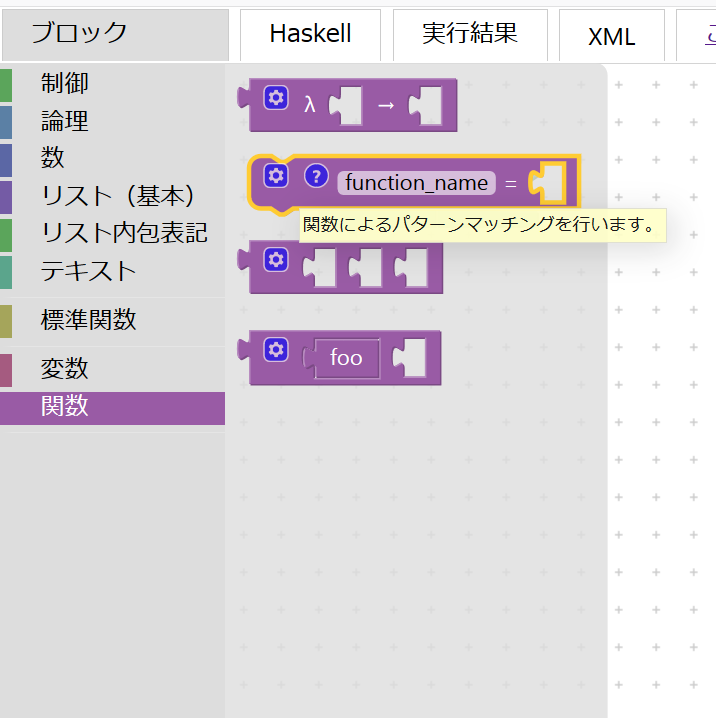 ブロック
Haskell
実行結果
XML
制御
論理
数
リスト（基本）
リスト内包表記
テキスト
標準関数
変数
関数
λ →
? function_name =
関数によるパターンマッチングを行います。
foo